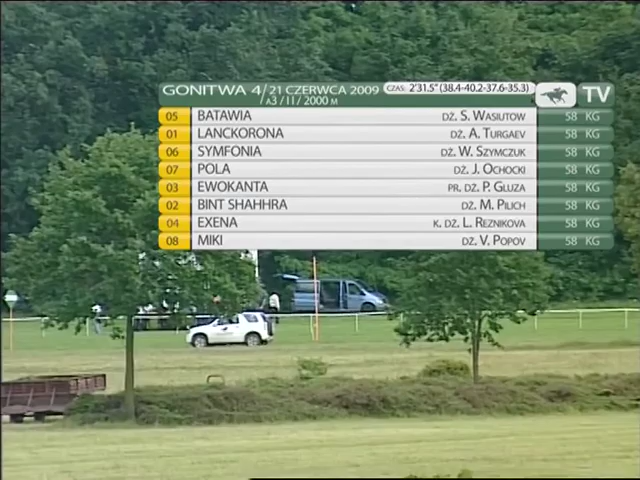 GONITWA 4/21 CZERWCA 2009 CZAS: 2'31.5" (38.4-40.2-37.6-35.3) TV
/A3/II/2000 M
05 BATAWIA DŻ. S. WASIUTOW 58 KG
01 LANCKORONA DŻ. A. TURGAEV 58 KG
06 SYMFONIA DŻ. W. SZYMCZUK 58 KG
07 POLA DŻ. J. OCHOCKI 58 KG
03 EWOKANTA PR. DŻ. P. GLUZA 58 KG
02 BINT SHAHHRA DŻ. M. PILICH 58 KG
04 EXENA K. DŻ. L. REZNIKOVA 58 KG
08 MIKI DŻ. V. POPOV 58 KG